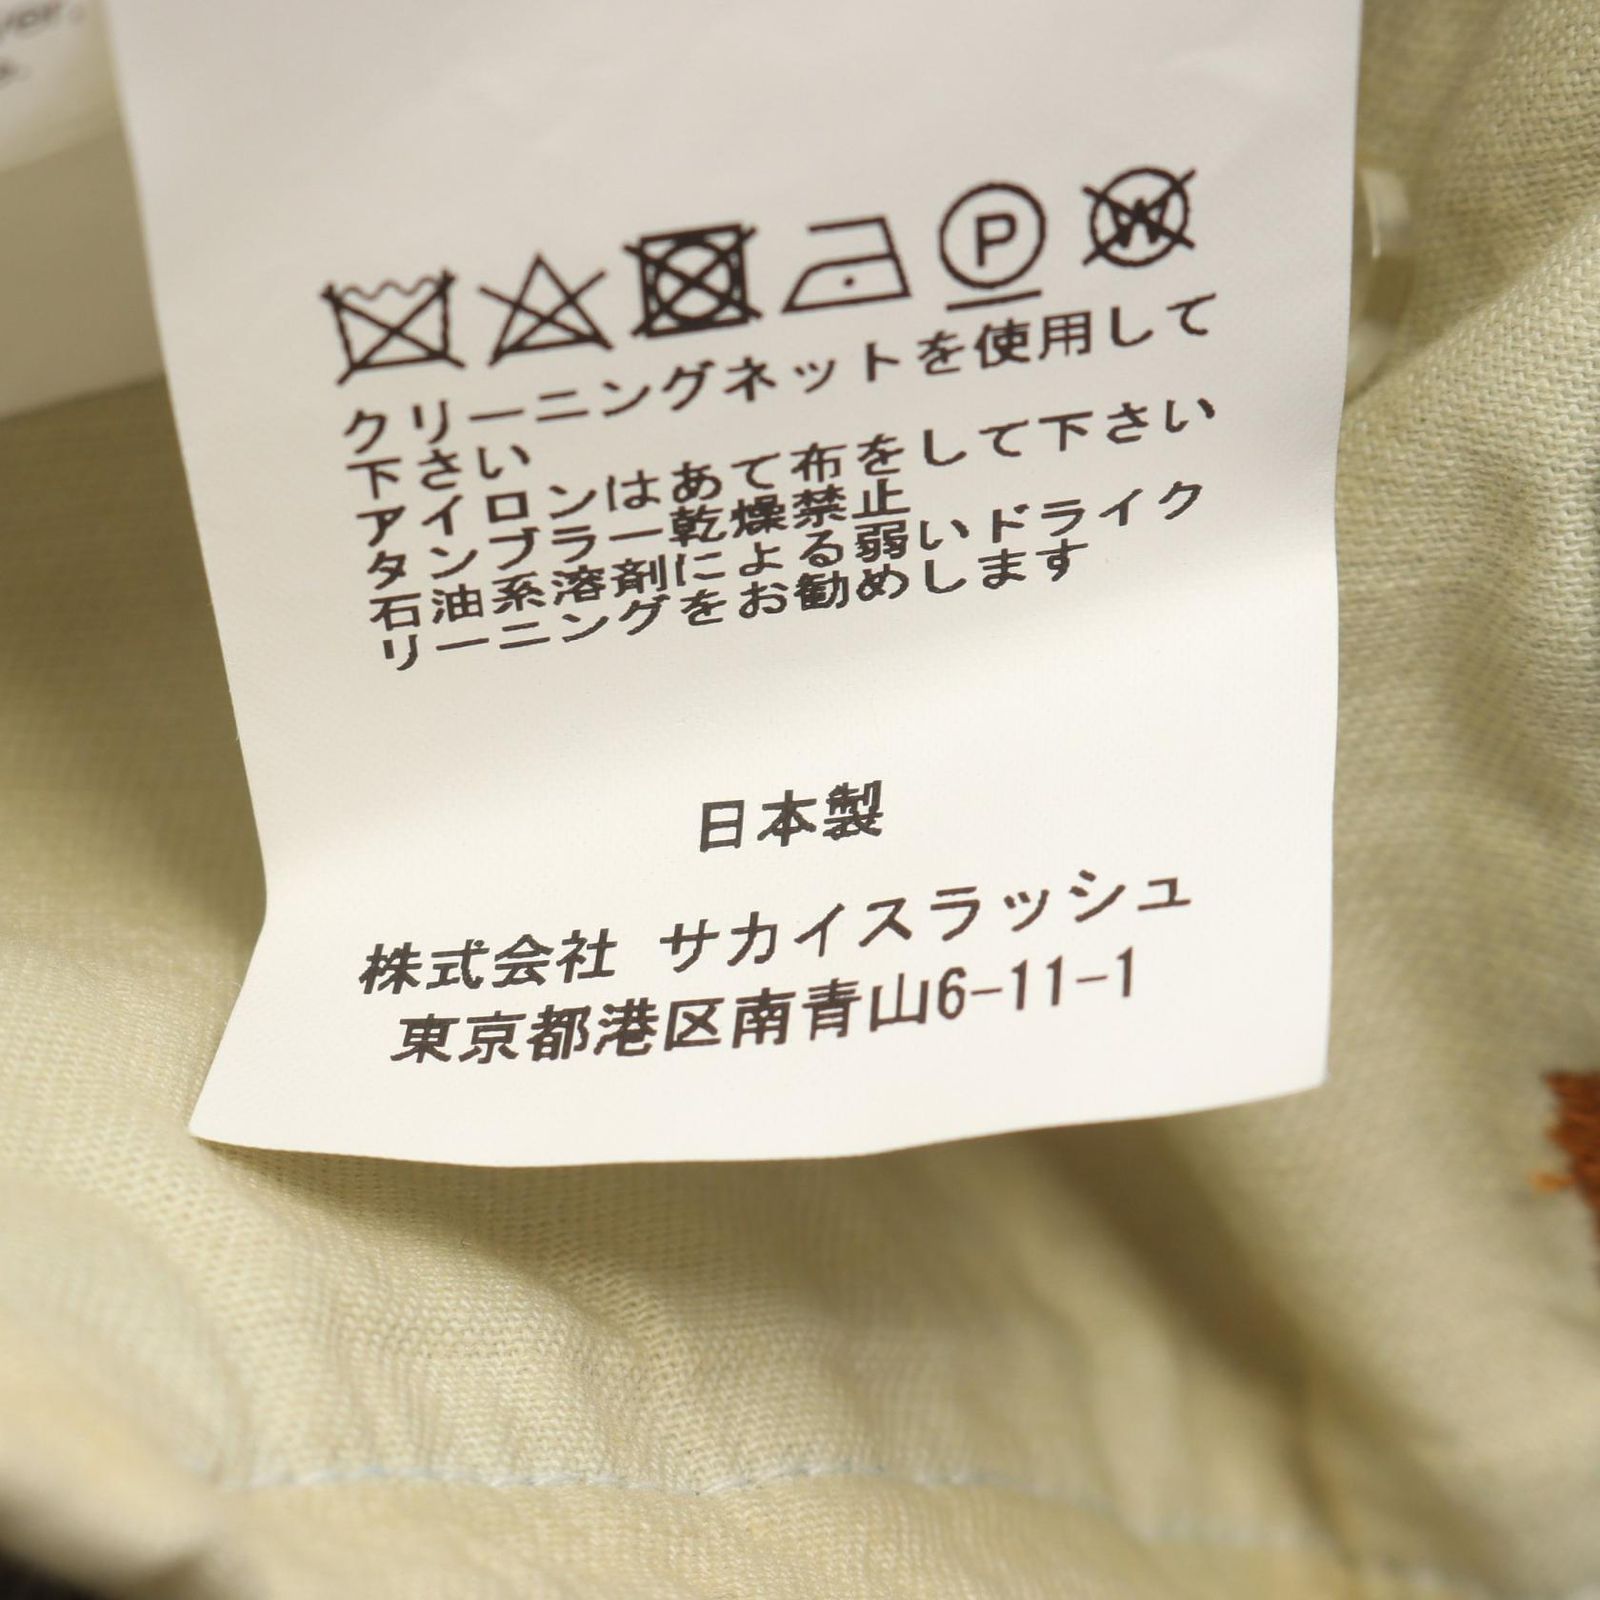 P
W
クリーニングネットを使用して
下さい
アイロンはあて布をして下さい
タンブラー乾燥禁止
石油系溶剤による弱いドライク
リーニングをお勧めします
日本製
株式会社 サカイスラッシュ
東京都港区南青山6-11-1